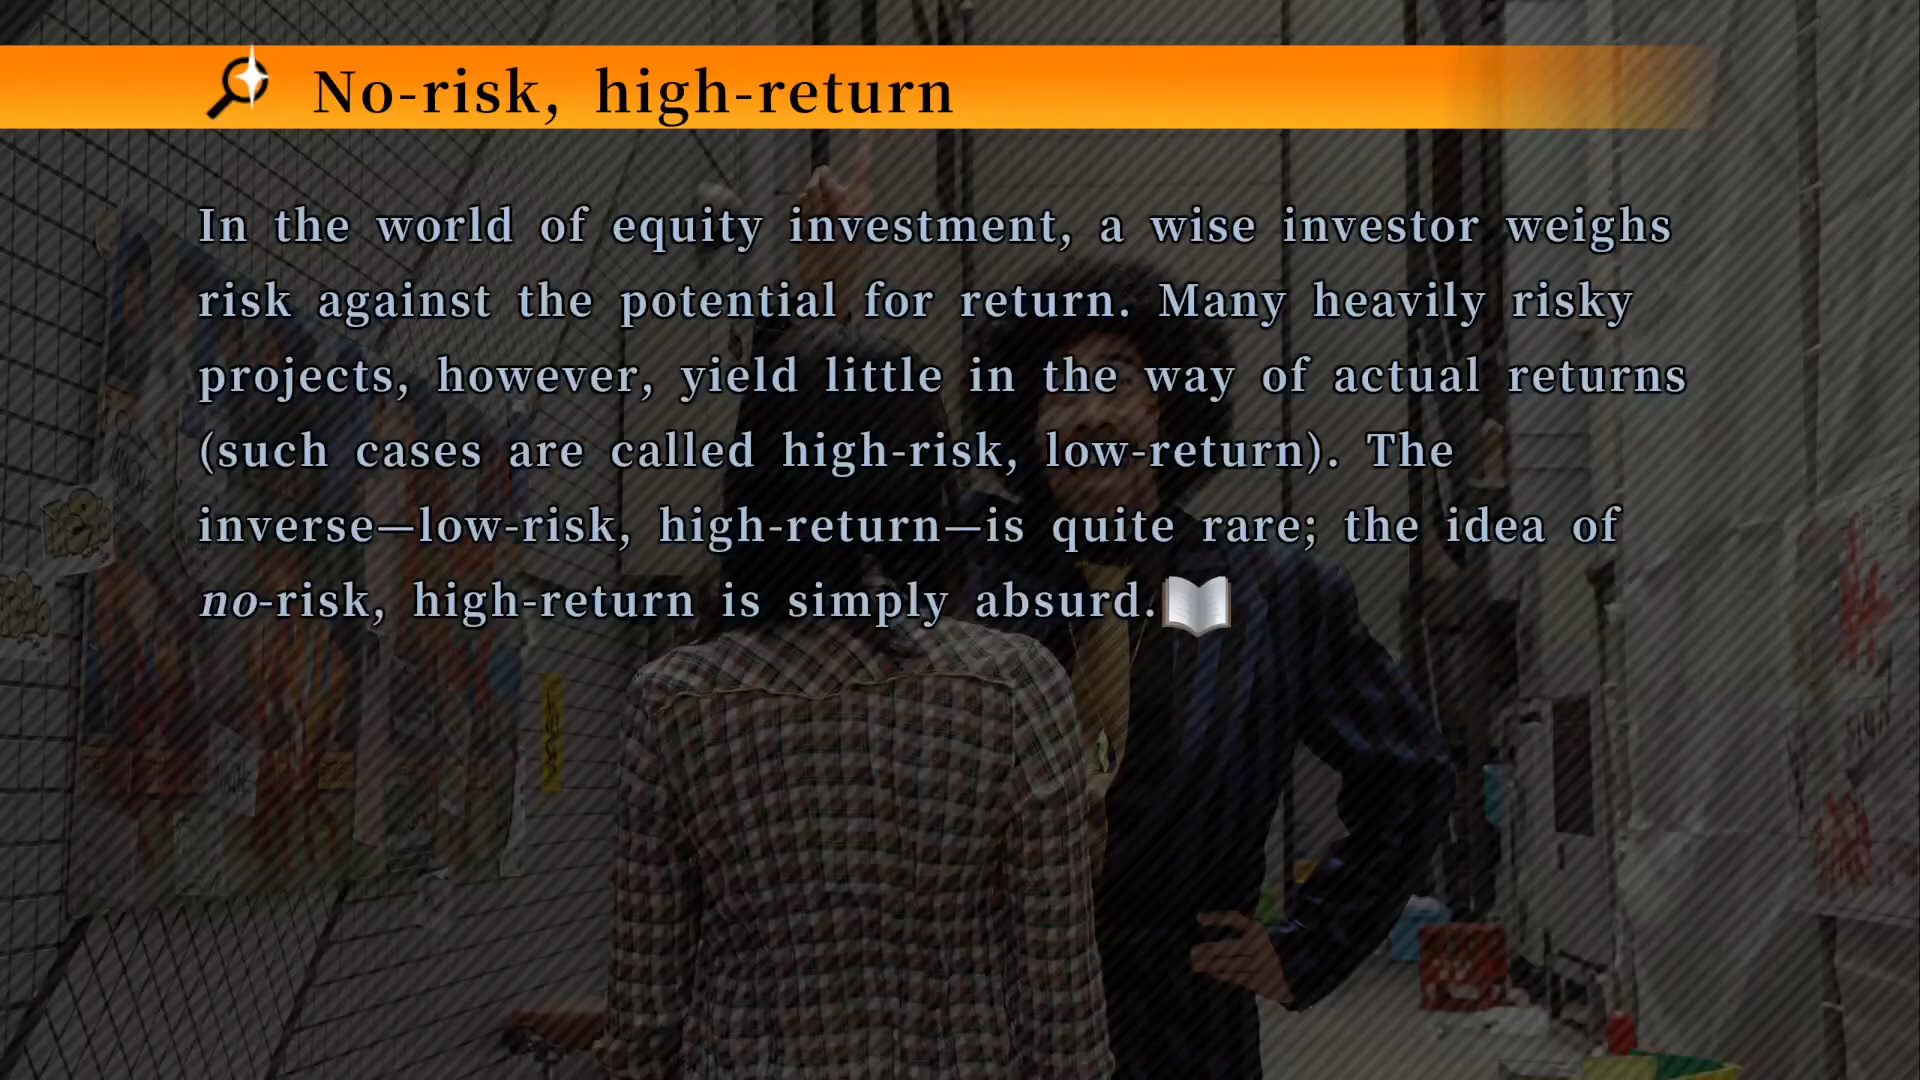 No-risk, high-return
In the world of equity investment, a wise investor weighs
risk against the potential for return. Many heavily risky
projects, however, yield little in the way of actual returns
(such cases are called high-risk, low-return). The
inverse—low-risk, high-return—is quite rare; the idea of
no-risk, high-return is simply absurd.